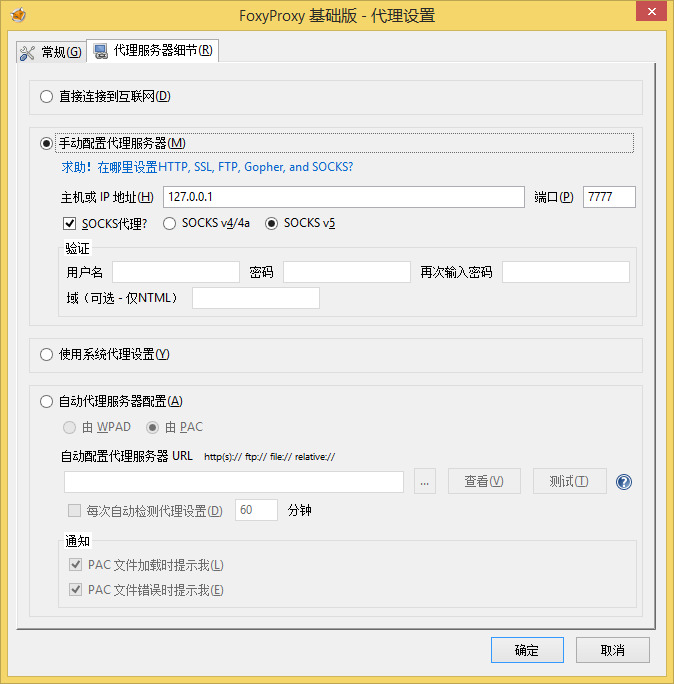 FoxyProxy 基础版 - 代理设置
常规(G) 代理服务器细节(R)
直接连接到互联网(D)
手动配置代理服务器(M)
求助！在哪里设置HTTP, SSL, FTP, Gopher, and SOCKS?
主机或 IP 地址(H) 127.0.0.1 端口(P) 7777
SOCKS代理? SOCKS v4/4a SOCKS v5
验证
用户名 密码 再次输入密码
域（可选 - 仅NTML）
使用系统代理设置(Y)
自动代理服务器配置(A)
由 WPAD 由 PAC
自动配置代理服务器 URL http(s):// ftp:// file:// relative://
... 查看(V) 测试(T) ?
每次自动检测代理设置(D) 60 分钟
通知
PAC 文件加载时提示我(L)
PAC 文件错误时提示我(E)
确定 取消